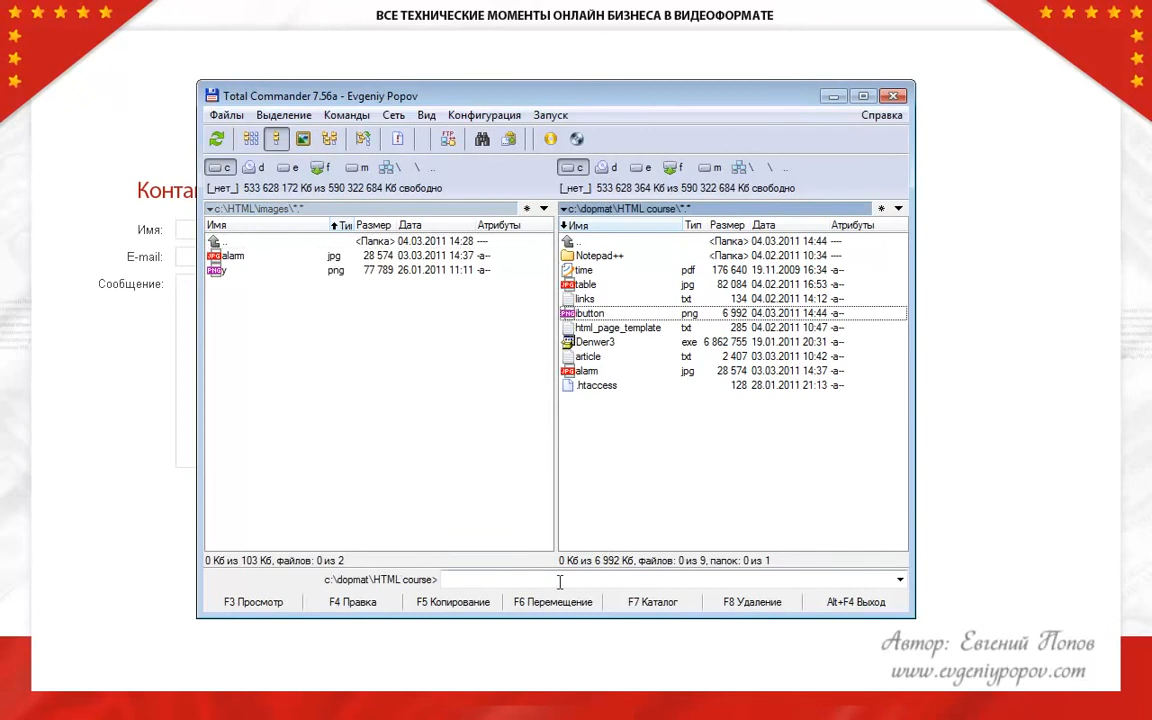 ВСЕ ТЕХНИЧЕСКИЕ МОМЕНТЫ ОНЛАЙН БИЗНЕСА В ВИДЕОФОРМАТЕ
Total Commander 7.56a - Evgeniy Popov
Файлы Выделение Команды Сеть Вид Конфигурация Запуск Справка
FTP
c d e f m \ .. c d e f m \ ..
[_нет_] 533 628 172 Кб из 590 322 684 Кб свободно [_нет_] 533 628 364 Кб из 590 322 684 Кб свободно
c:\HTML\images\*.* * c:\dopmat\HTML course\*.* *
Имя Тип Размер Дата Атрибуты Имя Тип Размер Дата Атрибуты
.. <Папка> 04.03.2011 14:28 ---- .. <Папка> 04.03.2011 14:44 ----
alarm jpg 28 574 03.03.2011 14:37 -a-- Notepad++ <Папка> 04.03.2011 10:34 ----
y png 77 789 26.01.2011 11:11 -a-- time pdf 176 640 19.11.2009 16:34 -a--
table jpg 82 084 04.02.2011 16:53 -a--
links txt 134 04.02.2011 14:12 -a--
ibutton png 6 992 04.03.2011 14:44 -a--
html_page_template txt 285 04.02.2011 10:47 -a--
Denwer3 exe 6 862 755 19.01.2011 20:31 -a--
article txt 2 407 03.03.2011 10:42 -a--
alarm jpg 28 574 03.03.2011 14:37 -a--
.htaccess 128 28.01.2011 21:13 -a--
Конта
Имя:
E-mail:
Сообщение:
0 Кб из 103 Кб, файлов: 0 из 2 0 Кб из 6 992 Кб, файлов: 0 из 9, папок: 0 из 1
c:\dopmat\HTML course>
F3 Просмотр F4 Правка F5 Копирование F6 Перемещение F7 Каталог F8 Удаление Alt+F4 Выход
Автор: Евгений Попов
www.evgeniypopov.com